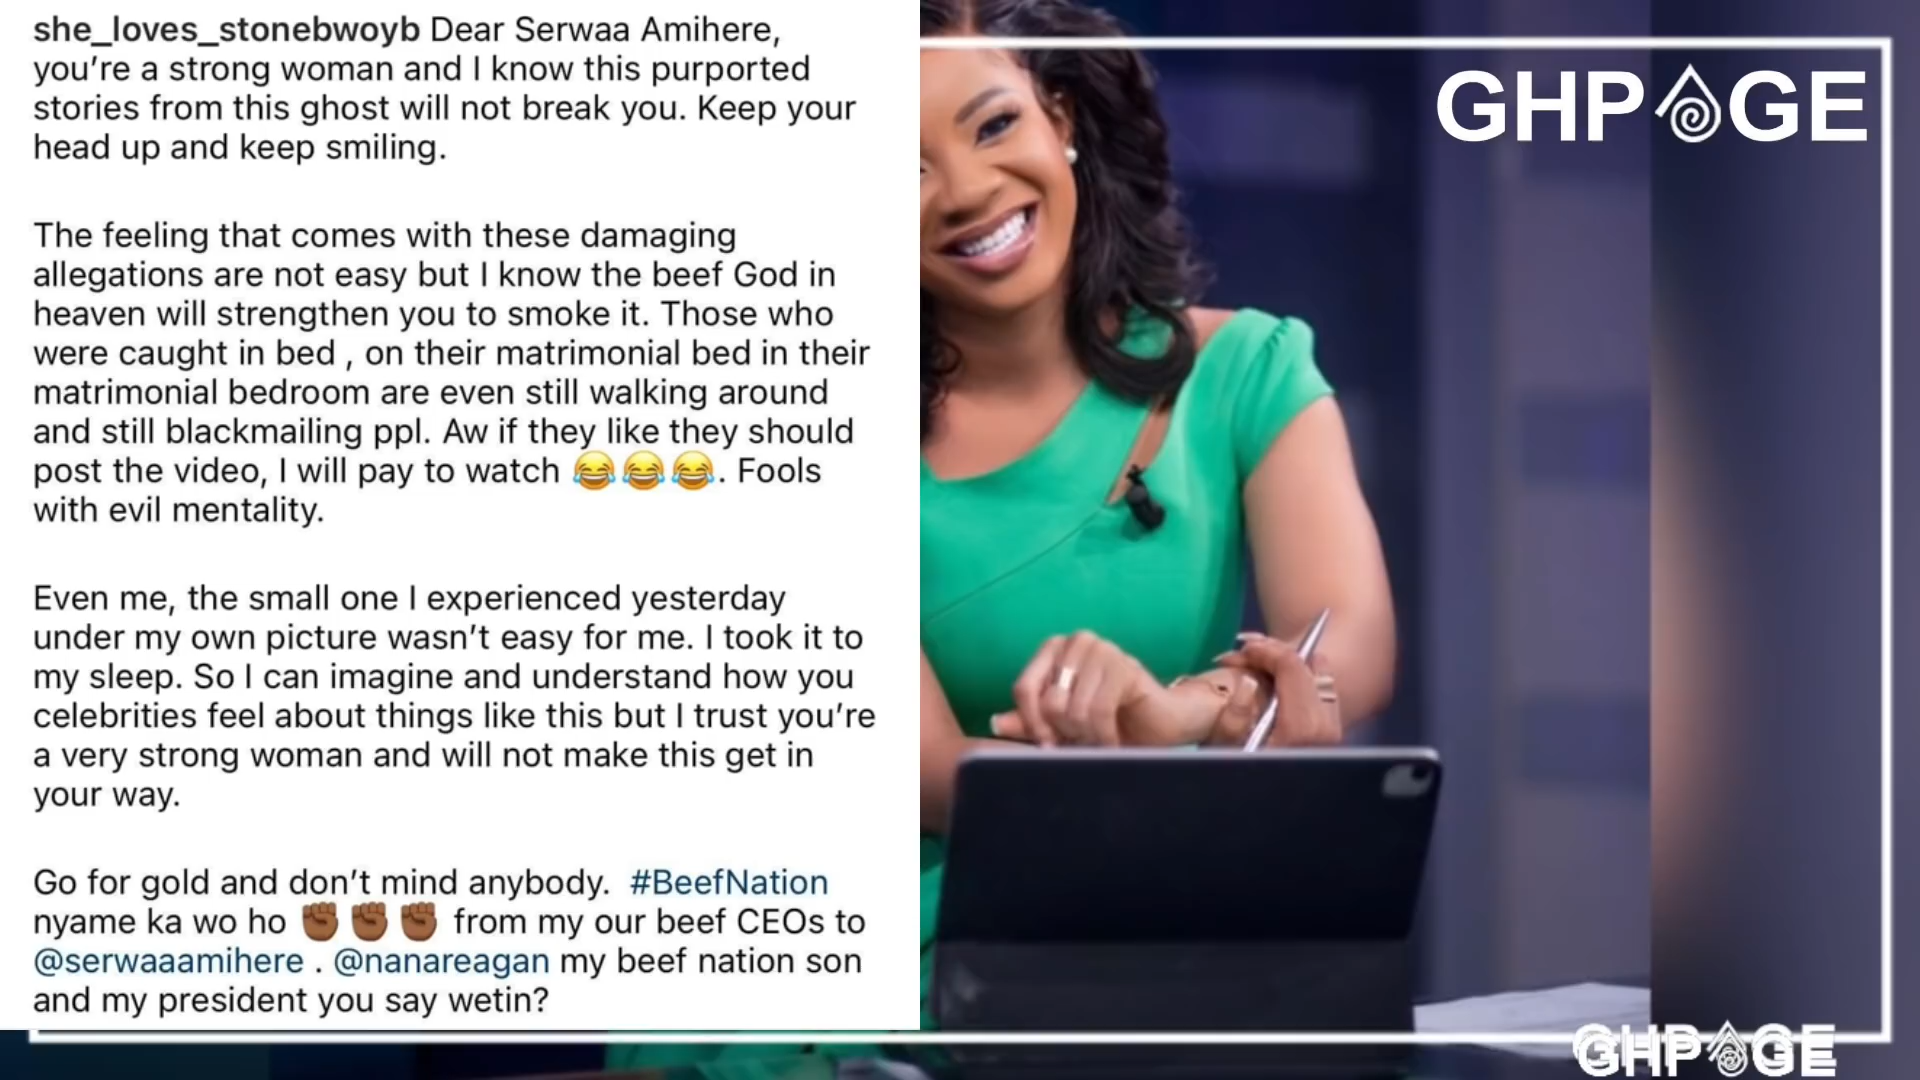 she_loves_stonebwoyb Dear Serwaa Amihere,
you're a strong woman and I know this purported
stories from this ghost will not break you. Keep your
head up and keep smiling.
The feeling that comes with these damaging
allegations are not easy but I know the beef God in
heaven will strengthen you to smoke it. Those who
were caught in bed , on their matrimonial bed in their
matrimonial bedroom are even still walking around
and still blackmailing ppl. Aw if they like they should
post the video, I will pay to watch 😂😂😂. Fools
with evil mentality.
Even me, the small one I experienced yesterday
under my own picture wasn't easy for me. I took it to
my sleep. So I can imagine and understand how you
celebrities feel about things like this but I trust you're
a very strong woman and will not make this get in
your way.
Go for gold and don't mind anybody. #BeefNation
nyame ka wo ho ✊🏾✊🏾✊🏾 from my our beef CEOs to
@serwaaamihere . @nanareagan my beef nation son
and my president you say wetin?
GHPAGE
GHPAGE